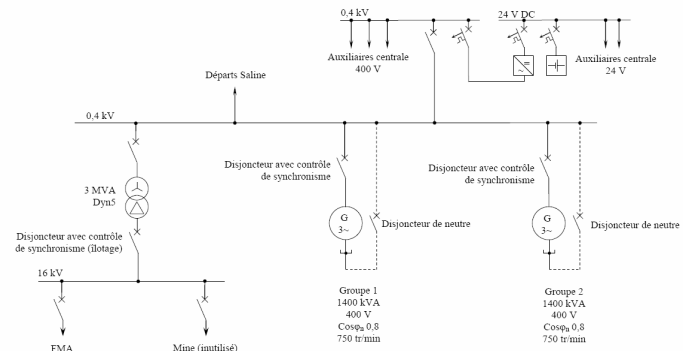 0,4 kV
24 V DC
Auxiliaires centrale
400 V
Auxiliaires centrale
24 V
Départs Saline
0,4 kV
Disjoncteur avec contrôle
de synchronisme
Disjoncteur avec contrôle
de synchronisme
3 MVA
Dyn5
G
3~
Disjoncteur de neutre
G
3~
Disjoncteur de neutre
Disjoncteur avec contrôle
de synchronisme (îlotage)
16 kV
Groupe 1
1400 kVA
400 V
Cosφn 0,8
750 tr/min
Groupe 2
1400 kVA
400 V
Cosφn 0,8
750 tr/min
FMA
Mine (inutilisé)